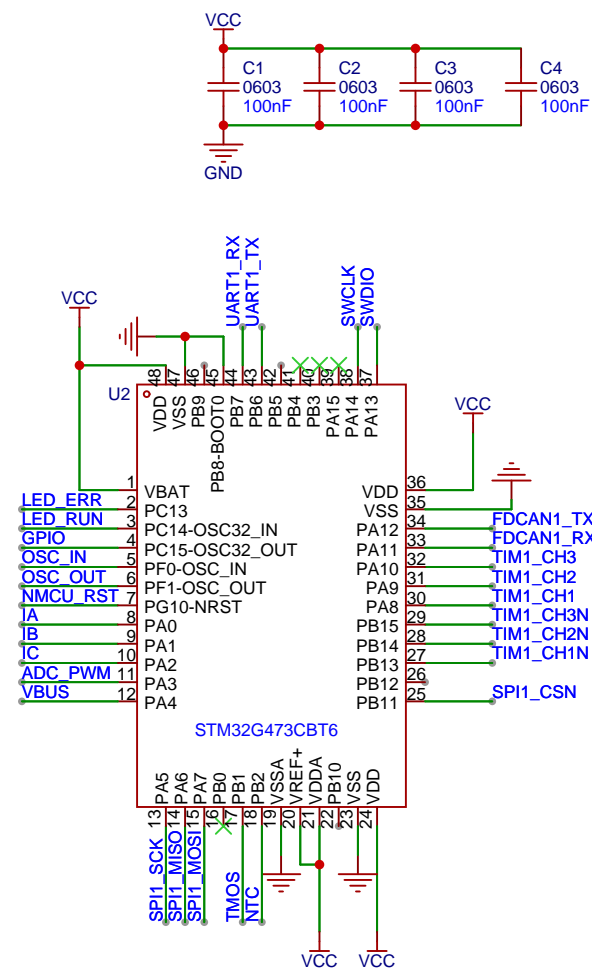 VCC
C1
0603
100nF
C2
0603
100nF
C3
0603
100nF
C4
0603
100nF
GND
UART1_RX
UART1_TX
SWCLK
SWDIO
VCC
VCC
U2
48
47
46
45
44
43
42
41
40
39
38
37
VDD
VSS
PB9
PB8-BOOT0
PB7
PB6
PB5
PB4
PB3
PA15
PA14
PA13
LED_ERR
LED_RUN
GPIO
OSC_IN
OSC_OUT
NMCU_RST
IA
IB
IC
ADC_PWM
VBUS
1
2
3
4
5
6
7
8
9
10
11
12
VBAT
PC13
PC14-OSC32_IN
PC15-OSC32_OUT
PF0-OSC_IN
PF1-OSC_OUT
PG10-NRST
PA0
PA1
PA2
PA3
PA4
VDD
VSS
PA12
PA11
PA10
PA9
PA8
PB15
PB14
PB13
PB12
PB11
36
35
34
33
32
31
30
29
28
27
26
25
FDCAN1_TX
FDCAN1_RX
TIM1_CH3
TIM1_CH2
TIM1_CH1
TIM1_CH3N
TIM1_CH2N
TIM1_CH1N
SPI1_CSN
STM32G473CBT6
PA5
PA6
PA7
PB0
PB1
PB2
VSSA
VREF+
VDDA
PB10
VSS
VDD
13
14
15
16
17
18
19
20
21
22
23
24
SPI1_SCK
SPI1_MISO
SPI1_MOSI
TMOS
NTC
VCC
VCC